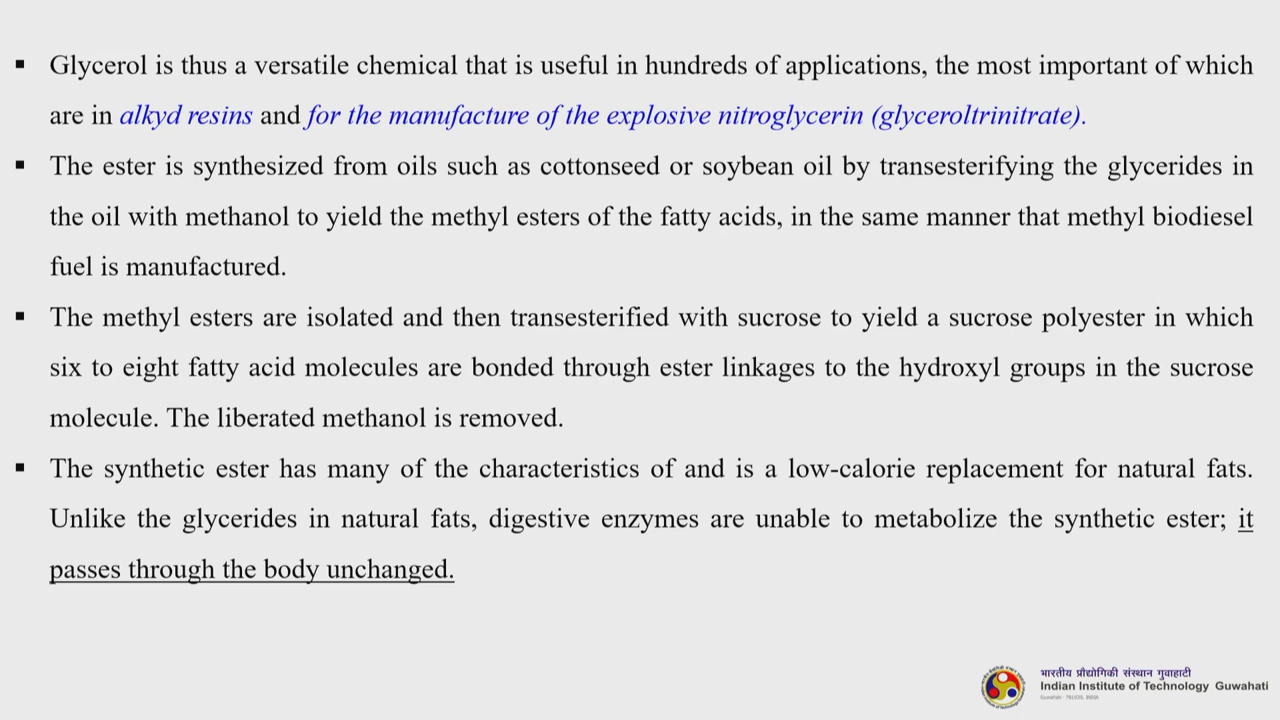 ▪ Glycerol is thus a versatile chemical that is useful in hundreds of applications, the most important of which
are in alkyd resins and for the manufacture of the explosive nitroglycerin (glyceroltrinitrate).
▪ The ester is synthesized from oils such as cottonseed or soybean oil by transesterifying the glycerides in
the oil with methanol to yield the methyl esters of the fatty acids, in the same manner that methyl biodiesel
fuel is manufactured.
▪ The methyl esters are isolated and then transesterified with sucrose to yield a sucrose polyester in which
six to eight fatty acid molecules are bonded through ester linkages to the hydroxyl groups in the sucrose
molecule. The liberated methanol is removed.
▪ The synthetic ester has many of the characteristics of and is a low-calorie replacement for natural fats.
Unlike the glycerides in natural fats, digestive enzymes are unable to metabolize the synthetic ester; it
passes through the body unchanged.
भारतीय प्रौद्योगिकी संस्थान गुवाहाटी
Indian Institute of Technology Guwahati
Guwahati - 781039, INDIA